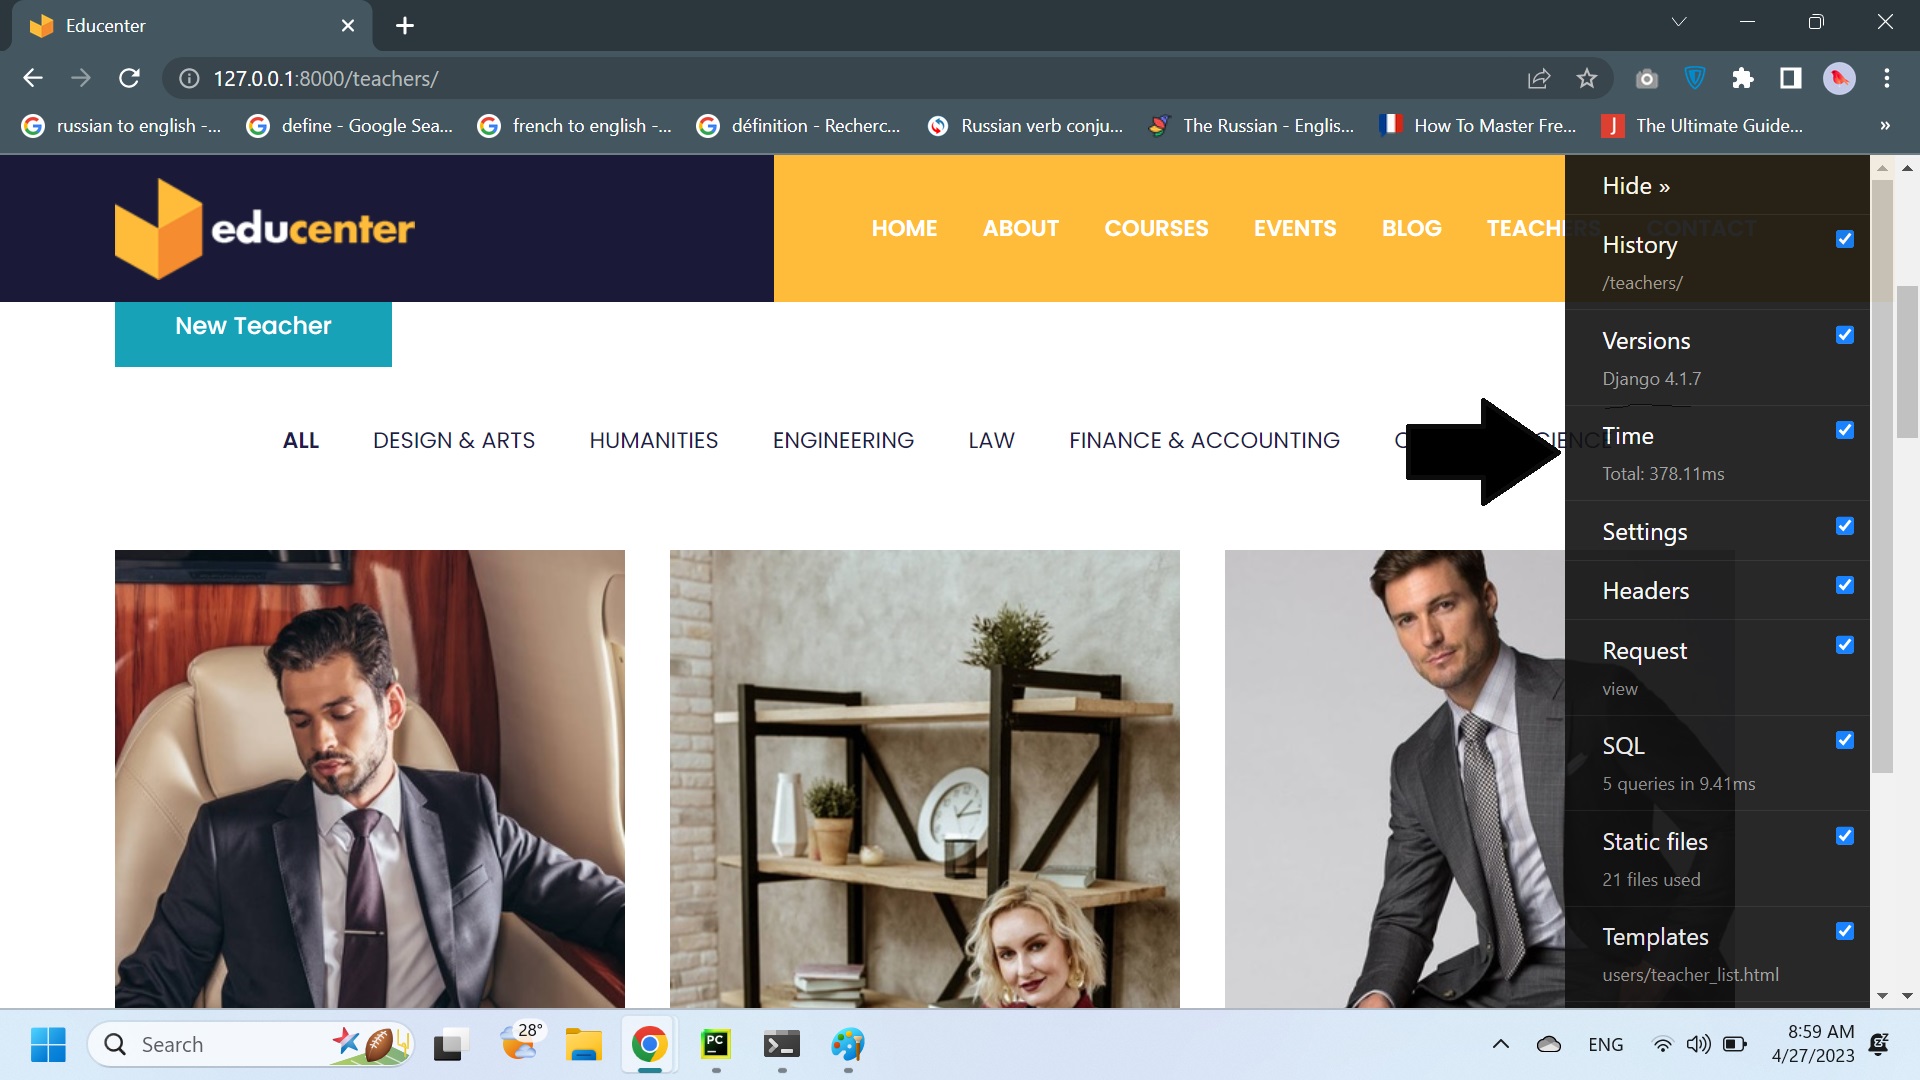 Educenter
127.0.0.1:8000/teachers/
russian to english -...
define - Google Sea...
french to english -...
définition - Recherc...
Russian verb conju...
The Russian - Englis...
How To Master Fre...
J
The Ultimate Guide...
»
educenter
HOME
ABOUT
COURSES
EVENTS
BLOG
TEACHERS
CONTACT
New Teacher
ALL
DESIGN & ARTS
HUMANITIES
ENGINEERING
LAW
FINANCE & ACCOUNTING
Hide »
History
/teachers/
Versions
Django 4.1.7
Time
Total: 378.11ms
Settings
Headers
Request
view
SQL
5 queries in 9.41ms
Static files
21 files used
Templates
users/teacher_list.html
Search
28°
PC
ENG
8:59 AM
4/27/2023